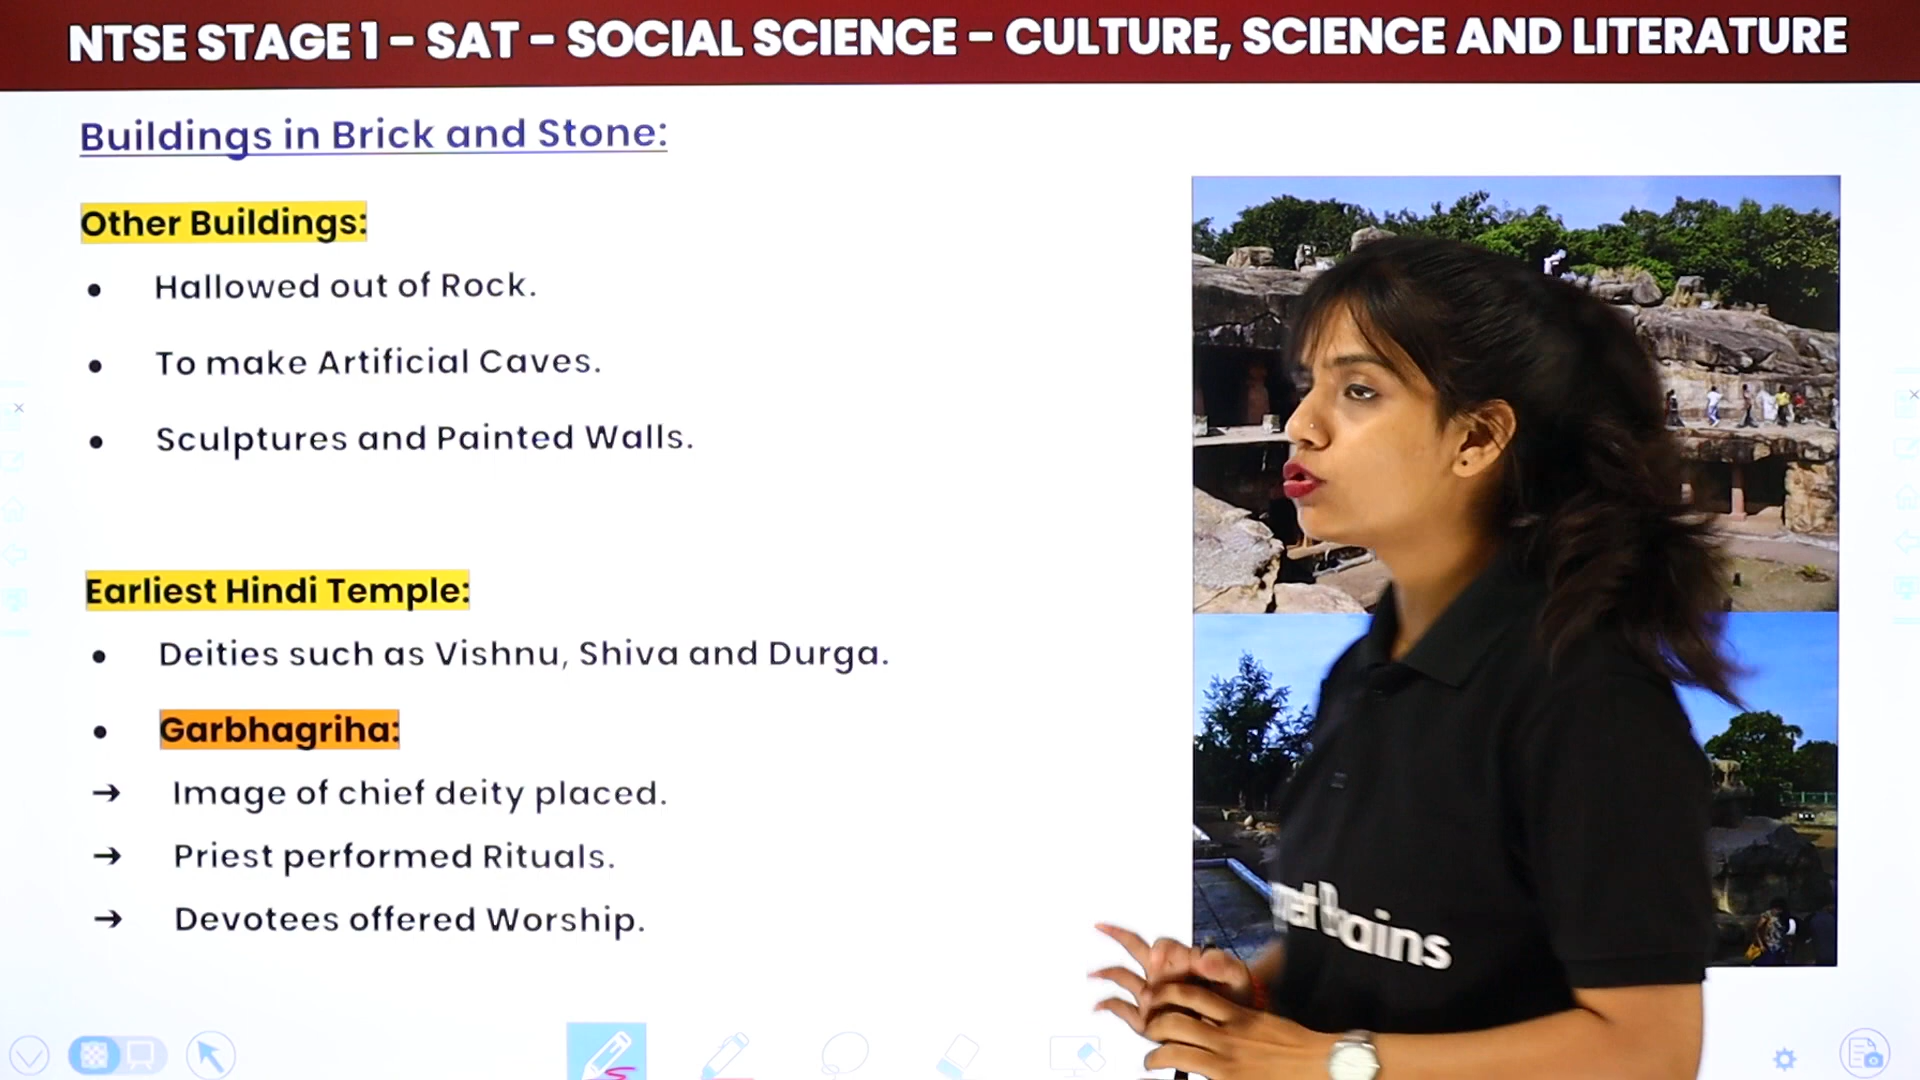 NTSE STAGE 1 - SAT - SOCIAL SCIENCE - CULTURE, SCIENCE AND LITERATURE
Buildings in Brick and Stone:
Other Buildings:
• Hallowed out of Rock.
• To make Artificial Caves.
• Sculptures and Painted Walls.
Earliest Hindi Temple:
• Deities such as Vishnu, Shiva and Durga.
• Garbhagriha:
→ Image of chief deity placed.
→ Priest performed Rituals.
→ Devotees offered Worship.